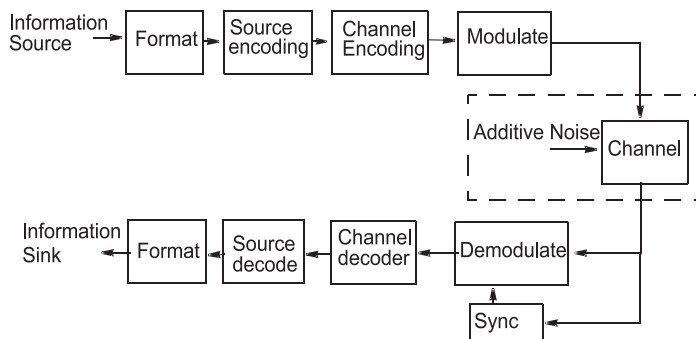 Information
Source
Format
Source
encoding
Channel
Encoding
Modulate
Additive Noise
Channel
Information
Sink
Format
Source
decode
Channel
decoder
Demodulate
Sync